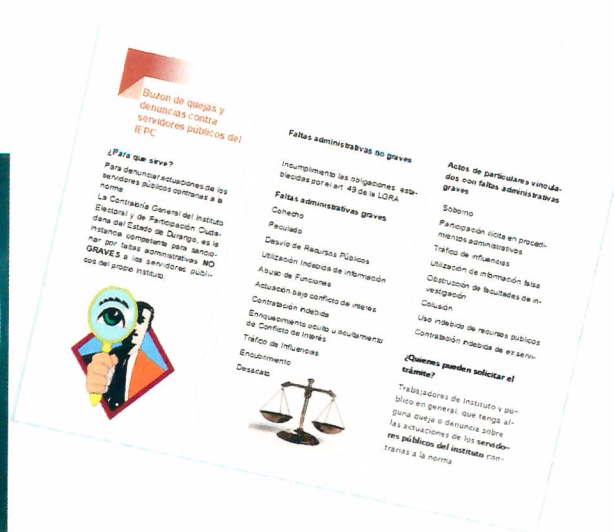 Buzón de quejas y
denuncias contra
servidores públicos del
IEPC
¿Para que sirve?
Para denunciar actuaciones de los
servidores públicos contrarias a la
norma
La Contraloría General del Instituto
Electoral y de Participación Ciuda-
dana del Estado de Durango, es la
instancia competente para sancio-
nar por faltas administrativas NO
GRAVES a los servidores públi-
cos del propio Instituto.
Faltas administrativas no graves
Incumplimiento las obligaciones esta-
blecidas por el art. 49 de la LGRA
Faltas administrativas graves
Cohecho
Peculado
Desvío de Recursos Públicos
Utilización Indebida de información
Abuso de Funciones
Actuación bajo conflicto de interés
Contratación indebida
Enriquecimiento oculto u ocultamiento
de Conflicto de Interés
Tráfico de Influencias
Encubrimiento
Desacato
Actos de particulares vincula-
dos con faltas administrativas
graves
Soborno
Participación ilícita en procedi-
mientos administrativos
Tráfico de influencias
Utilización de información falsa
Obstrucción de facultades de in-
vestigación
Colusión
Uso indebido de recursos públicos
Contratación indebida de ex servi-
¿Quienes pueden solicitar el
trámite?
Trabajadores de Instituto y pú-
blico en general, que tenga al-
guna queja o denuncia sobre
las actuaciones de los servido-
res públicos del instituto con-
trarias a la norma